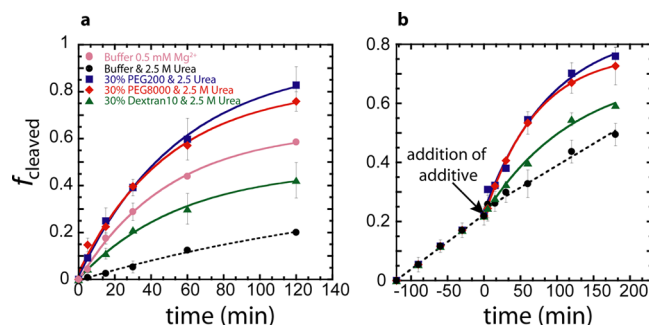 a
b
Buffer 0.5 mM Mg²⁺
Buffer & 2.5 M Urea
30% PEG200 & 2.5 Urea
30% PEG8000 & 2.5 M Urea
30% Dextran10 & 2.5 M Urea
1
0.8
0.6
0.4
0.2
0
f cleaved
0 20 40 60 80 100 120 140
time (min)
0.8
0.6
0.4
0.2
0
addition of
additive
-100 -50 0 50 100 150 200
time (min)